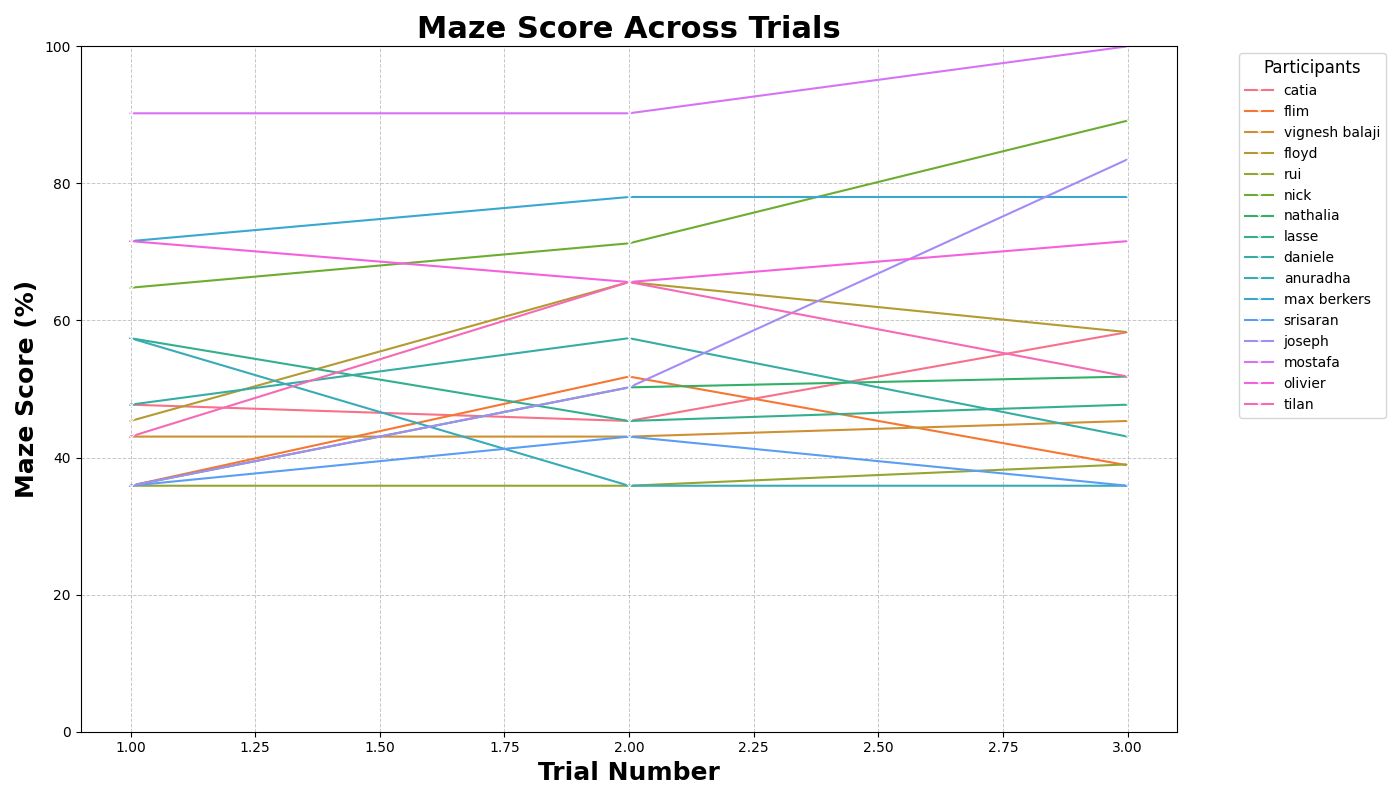 Maze Score Across Trials
Maze Score (%)
100
80
60
40
20
0
1.00 1.25 1.50 1.75 2.00 2.25 2.50 2.75 3.00
Trial Number
Participants
catia
flim
vignesh balaji
floyd
rui
nick
nathalia
lasse
daniele
anuradha
max berkers
srisaran
joseph
mostafa
olivier
tilan